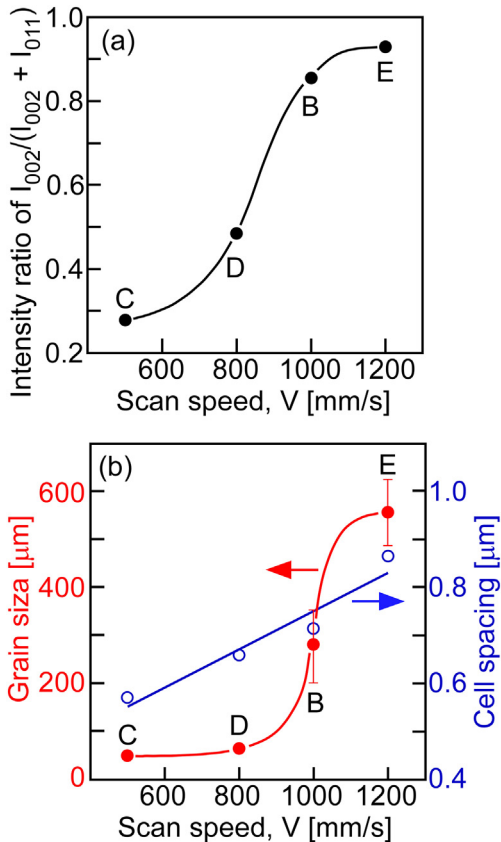 (a)
Intensity ratio of I002/(I002 + I011)
1.0
0.8
0.6
0.4
0.2
C
D
B
E
600 800 1000 1200
Scan speed, V [mm/s]
(b)
Grain siza [μm]
600
400
200
0
C
D
B
E
1.0
0.8
0.6
0.4
Cell spacing [μm]
600 800 1000 1200
Scan speed, V [mm/s]